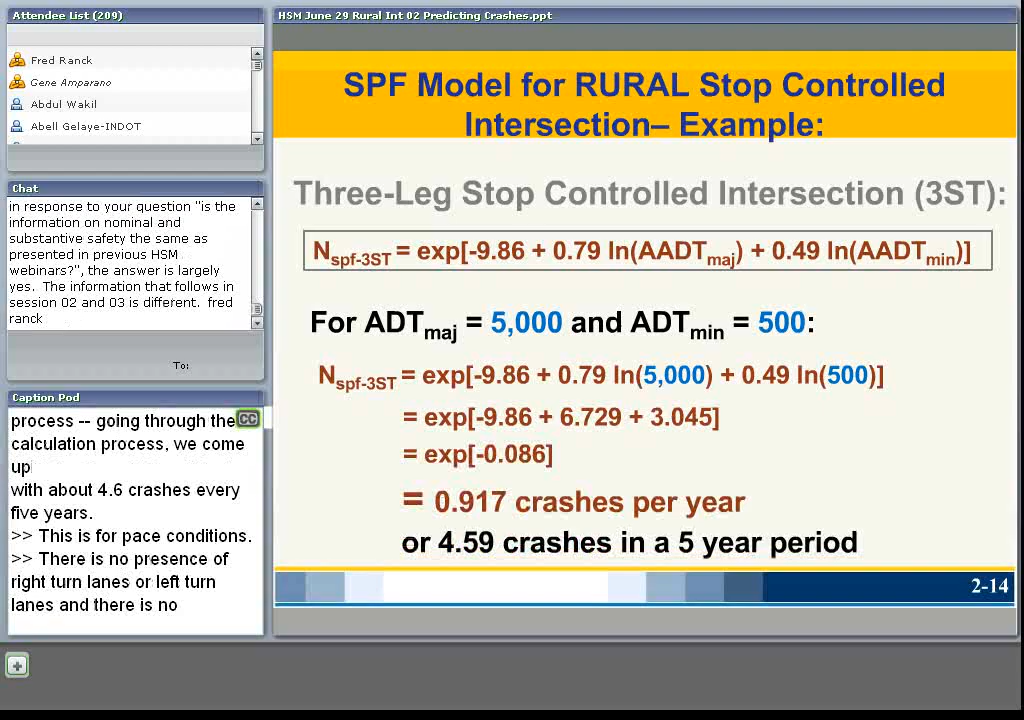 Attendee List (209)
Fred Ranck
Gene Amparano
Abdul Wakil
Abell Gelaye-INDOT
Chat
in response to your question "is the
information on nominal and
substantive safety the same as
presented in previous HSM
webinars?", the answer is largely
yes. The information that follows in
session 02 and 03 is different. fred
ranck
To:
Caption Pod
process -- going through the
CC
calculation process, we come
up
with about 4.6 crashes every
five years.
>> This is for pace conditions.
>> There is no presence of
right turn lanes or left turn
lanes and there is no
HSM June 29 Rural Int 02 Predicting Crashes.ppt
SPF Model for RURAL Stop Controlled
Intersection– Example:
Three-Leg Stop Controlled Intersection (3ST):
Nspf-3ST = exp[-9.86 + 0.79 ln(AADTmaj) + 0.49 ln(AADTmin)]
For ADTmaj = 5,000 and ADTmin = 500:
Nspf-3ST = exp[-9.86 + 0.79 ln(5,000) + 0.49 ln(500)]
= exp[-9.86 + 6.729 + 3.045]
= exp[-0.086]
= 0.917 crashes per year
or 4.59 crashes in a 5 year period
2-14